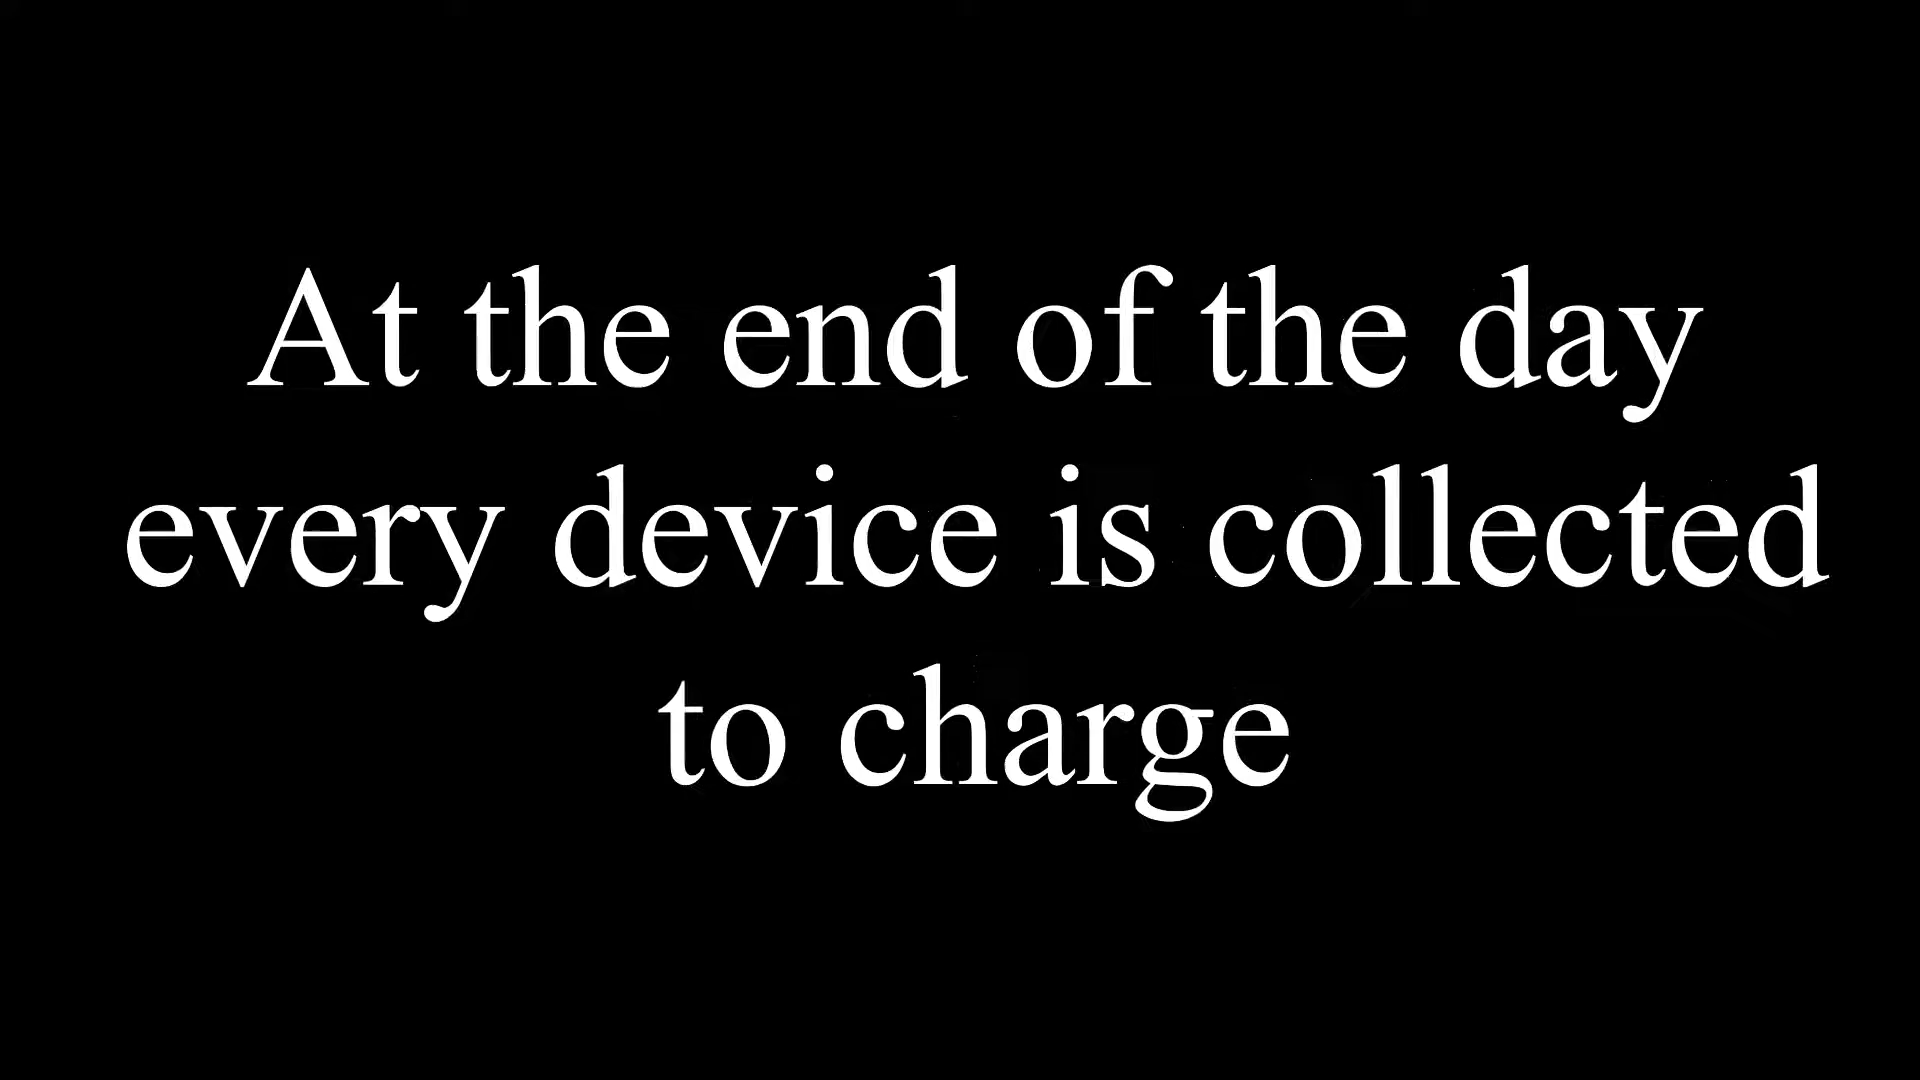 At the end of the day
every device is collected
to charge